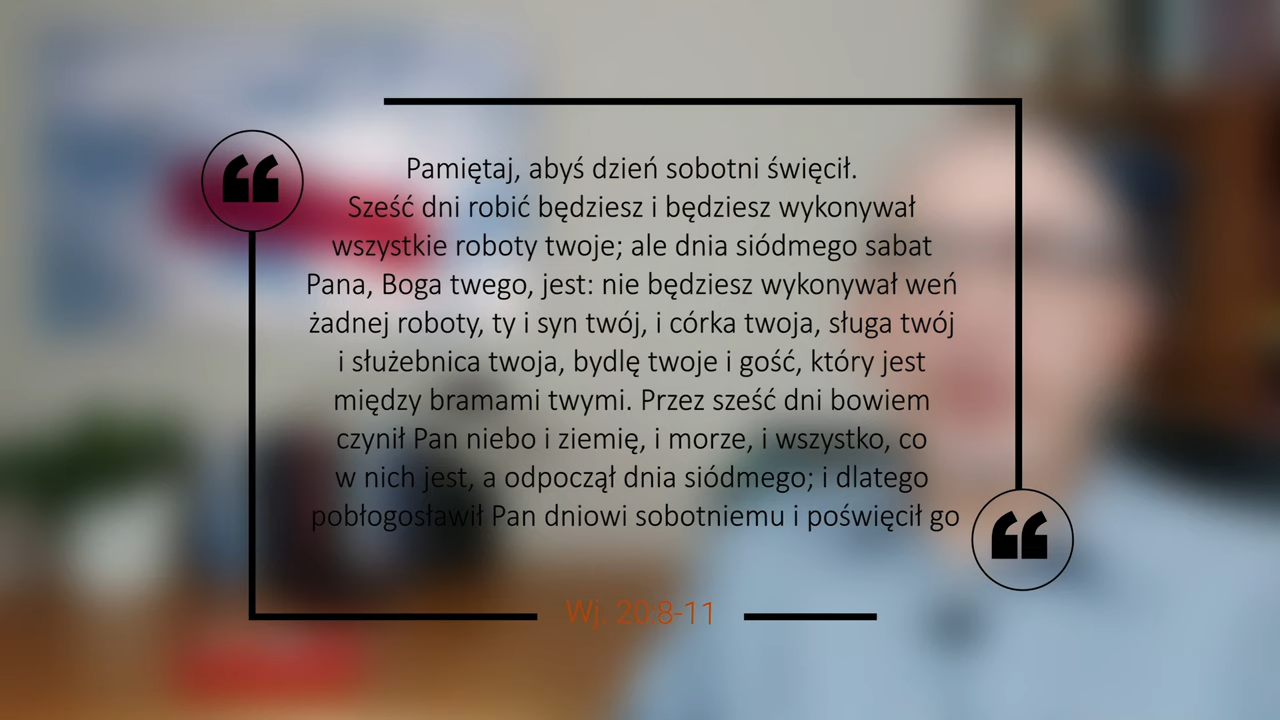 Pamiętaj, abyś dzień sobotni święcił.
Sześć dni robić będziesz i będziesz wykonywał
wszystkie roboty twoje; ale dnia siódmego sabat
Pana, Boga twego, jest: nie będziesz wykonywał weń
żadnej roboty, ty i syn twój, i córka twoja, sługa twój
i służebnica twoja, bydlę twoje i gość, który jest
między bramami twymi. Przez sześć dni bowiem
czynił Pan niebo i ziemię, i morze, i wszystko, co
w nich jest, a odpoczął dnia siódmego; i dlatego
pobłogosławił Pan dniowi sobotniemu i poświęcił go
Wj. 20:8-11